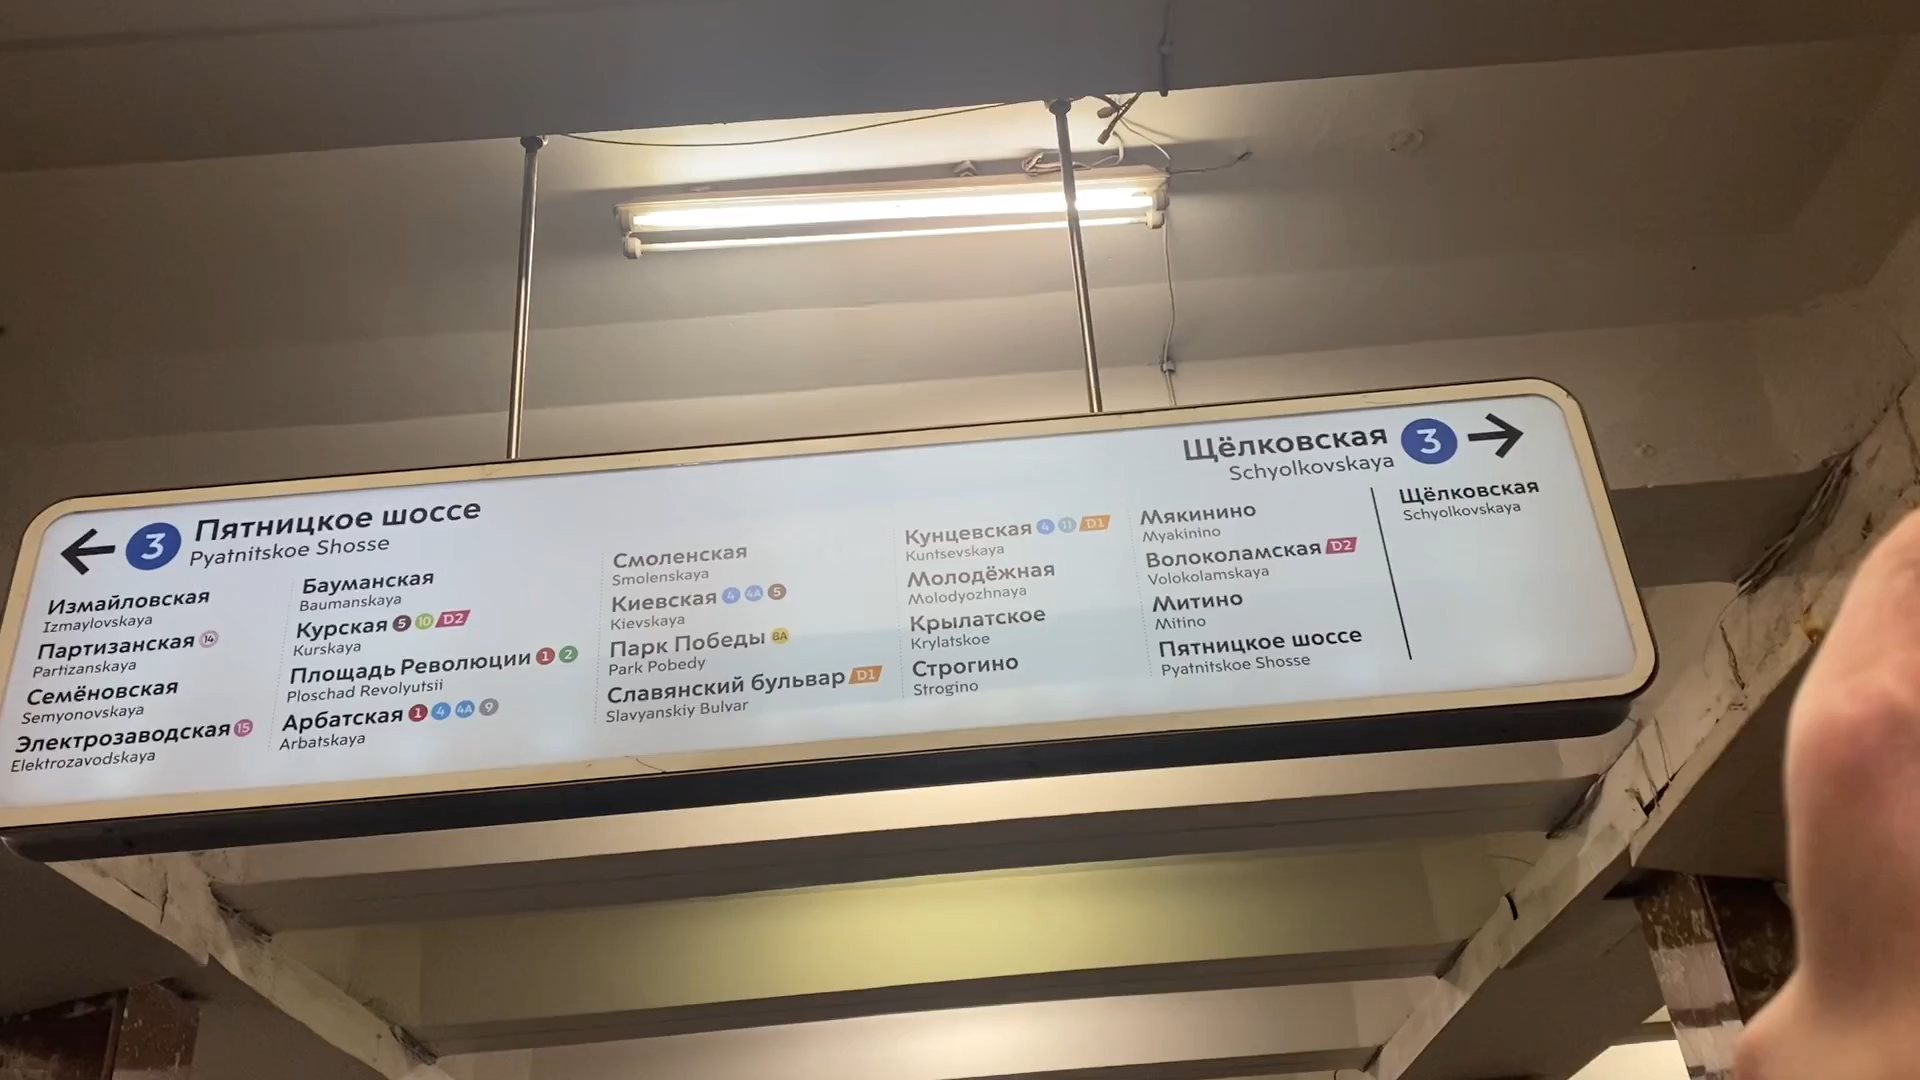 3 Пятницкое шоссе
Pyatnitskoe Shosse
Измайловская
Izmaylovskaya
Партизанская 14
Partizanskaya
Семёновская
Semyonovskaya
Электрозаводская 15
Elektrozavodskaya
Бауманская
Baumanskaya
Курская 5 10 D2
Kurskaya
Площадь Революции 1 2
Ploschad Revolyutsii
Арбатская 1 4 4А 9
Arbatskaya
Смоленская
Smolenskaya
Киевская 4 4А 5
Kievskaya
Парк Победы 8А
Park Pobedy
Славянский бульвар D1
Slavyanskiy Bulvar
Кунцевская 4 11 D1
Kuntsevskaya
Молодёжная
Molodyozhnaya
Крылатское
Krylatskoe
Строгино
Strogino
Мякинино
Myakinino
Волоколамская D2
Volokolamskaya
Митино
Mitino
Пятницкое шоссе
Pyatnitskoe Shosse
Щёлковская 3
Schyolkovskaya
Щёлковская
Schyolkovskaya